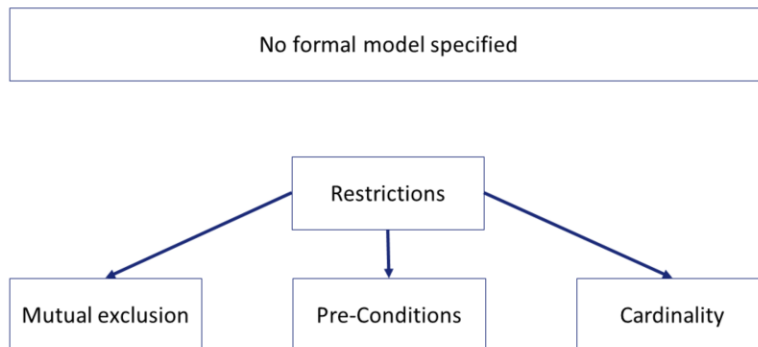 No formal model specified
Restrictions
Mutual exclusion
Pre-Conditions
Cardinality